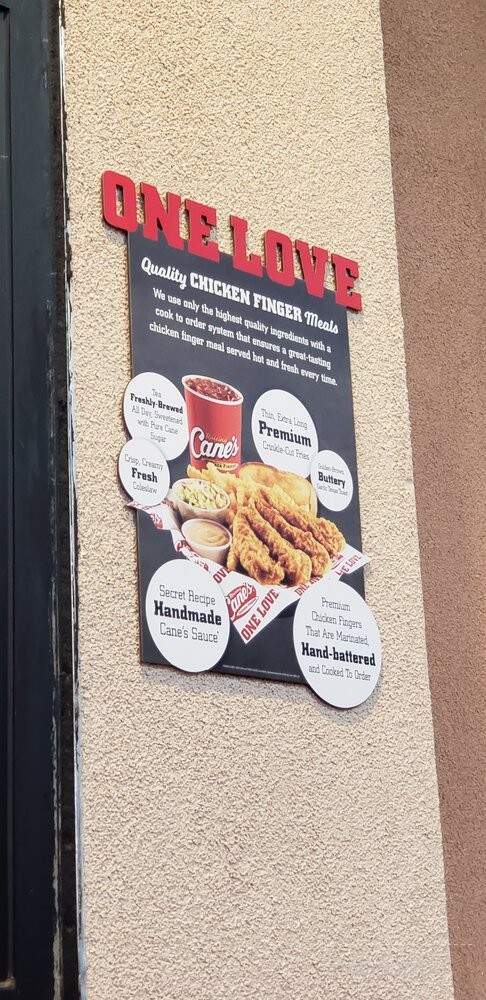 ONE LOVE
Quality CHICKEN FINGER Meals
We use only the highest quality ingredients with a
cook to order system that ensures a great-tasting
chicken finger meal served hot and fresh every time.
Tea
Freshly-Brewed
All Day, Sweetened
with Pure Cane
Sugar
Thin, Extra Long
Premium
Crinkle-Cut Fries
Cane's
Crisp, Creamy
Fresh
Coleslaw
Golden-Brown,
Buttery
Garlic Texas Toast
Secret Recipe
Handmade
Cane's Sauce®
Cane's
ONE LOVE
Premium
Chicken Fingers
That Are Marinated,
Hand-battered
and Cooked To Order